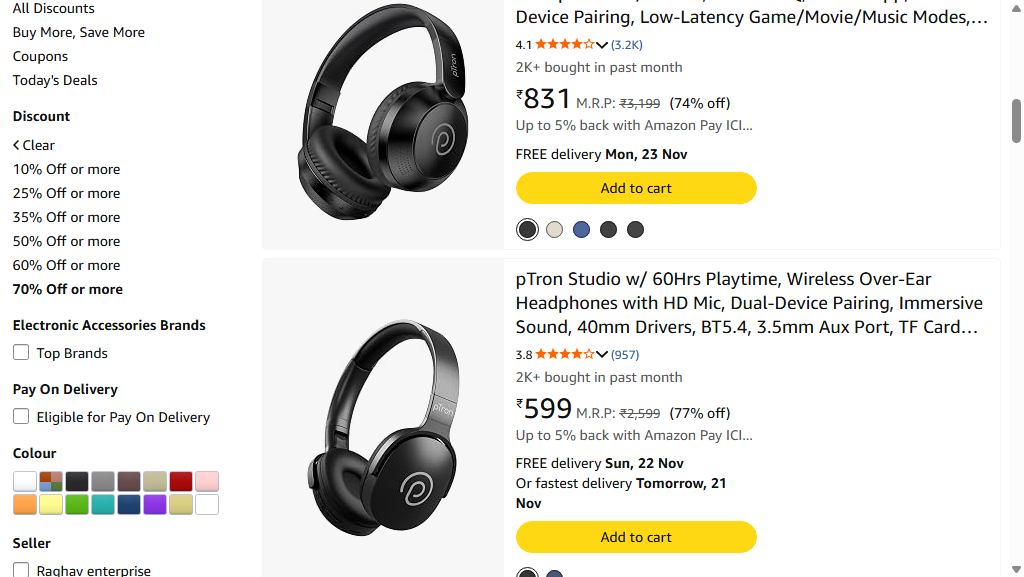 All Discounts
Buy More, Save More
Coupons
Today's Deals
Discount
Clear
10% Off or more
25% Off or more
35% Off or more
50% Off or more
60% Off or more
70% Off or more
Electronic Accessories Brands
Top Brands
Pay On Delivery
Eligible for Pay On Delivery
Colour
Seller
Raghav enterprise
pTron
Device Pairing, Low-Latency Game/Movie/Music Modes,...
4.1 (3.2K)
2K+ bought in past month
₹831 M.R.P: ₹3,199 (74% off)
Up to 5% back with Amazon Pay ICI...
FREE delivery Mon, 23 Nov
Add to cart
pTron
pTron Studio w/ 60Hrs Playtime, Wireless Over-Ear
Headphones with HD Mic, Dual-Device Pairing, Immersive
Sound, 40mm Drivers, BT5.4, 3.5mm Aux Port, TF Card...
3.8 (957)
2K+ bought in past month
₹599 M.R.P: ₹2,599 (77% off)
Up to 5% back with Amazon Pay ICI...
FREE delivery Sun, 22 Nov
Or fastest delivery Tomorrow, 21
Nov
Add to cart